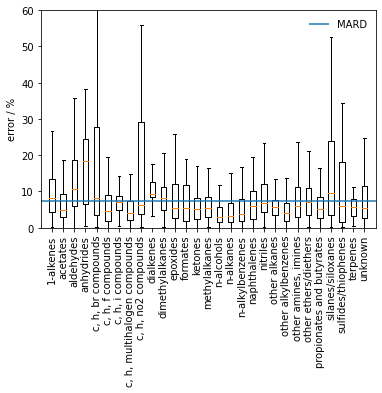 60
50
40
30
20
10
0
error / %
MARD
1-alkenes
acetates
aldehydes
anhydrides
c, h, br compounds
c, h, f compounds
c, h, i compounds
c, h, multihalogen compounds
c, h, no2 compounds
dialkenes
dimethylalkanes
epoxides
formates
ketones
methylalkanes
n-alcohols
n-alkanes
n-alkylbenzenes
naphthalenes
nitriles
other alkanes
other alkylbenzenes
other amines, imines
other ethers/diethers
propionates and butyrates
silanes/siloxanes
sulfides/thiophenes
terpenes
unknown